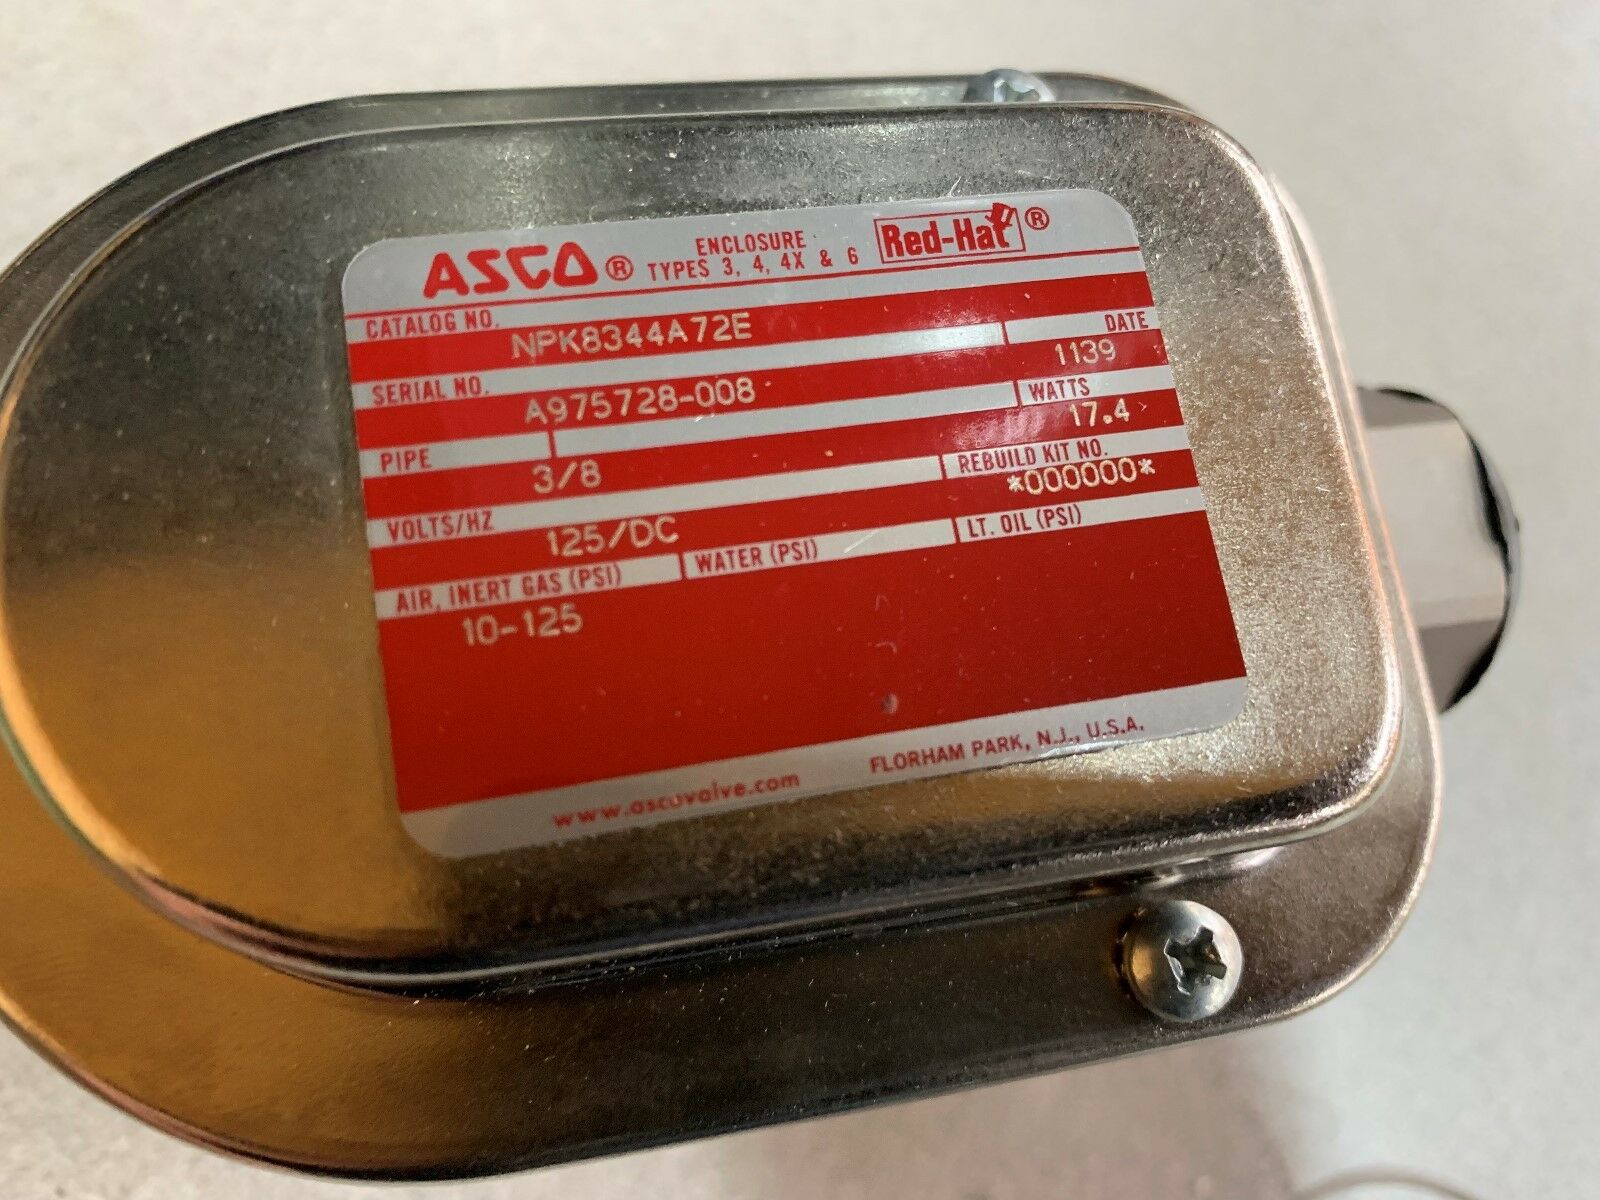 ASCO® ENCLOSURE TYPES 3, 4, 4X & 6 Red-Hat®
CATALOG NO.
NPK8344A72E
DATE
SERIAL NO.
A975728-008
1139
PIPE
WATTS
3/8
17.4
VOLTS/HZ
REBUILD KIT NO.
125/DC
*000000*
AIR, INERT GAS (PSI)
WATER (PSI)
LT. OIL (PSI)
10-125
www.ascovalve.com
FLORHAM PARK, N.J., U.S.A.